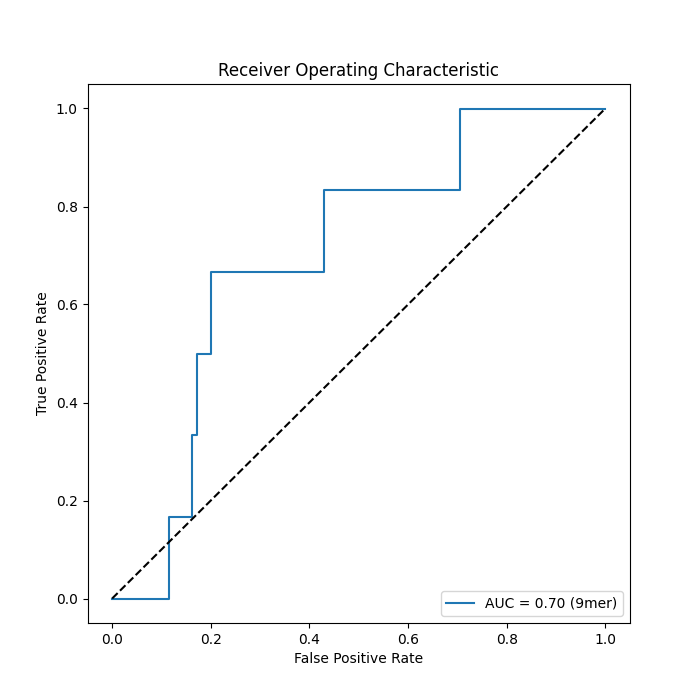 Receiver Operating Characteristic
1.0
0.8
0.6
0.4
0.2
0.0
True Positive Rate
AUC = 0.70 (9mer)
0.0 0.2 0.4 0.6 0.8 1.0
False Positive Rate